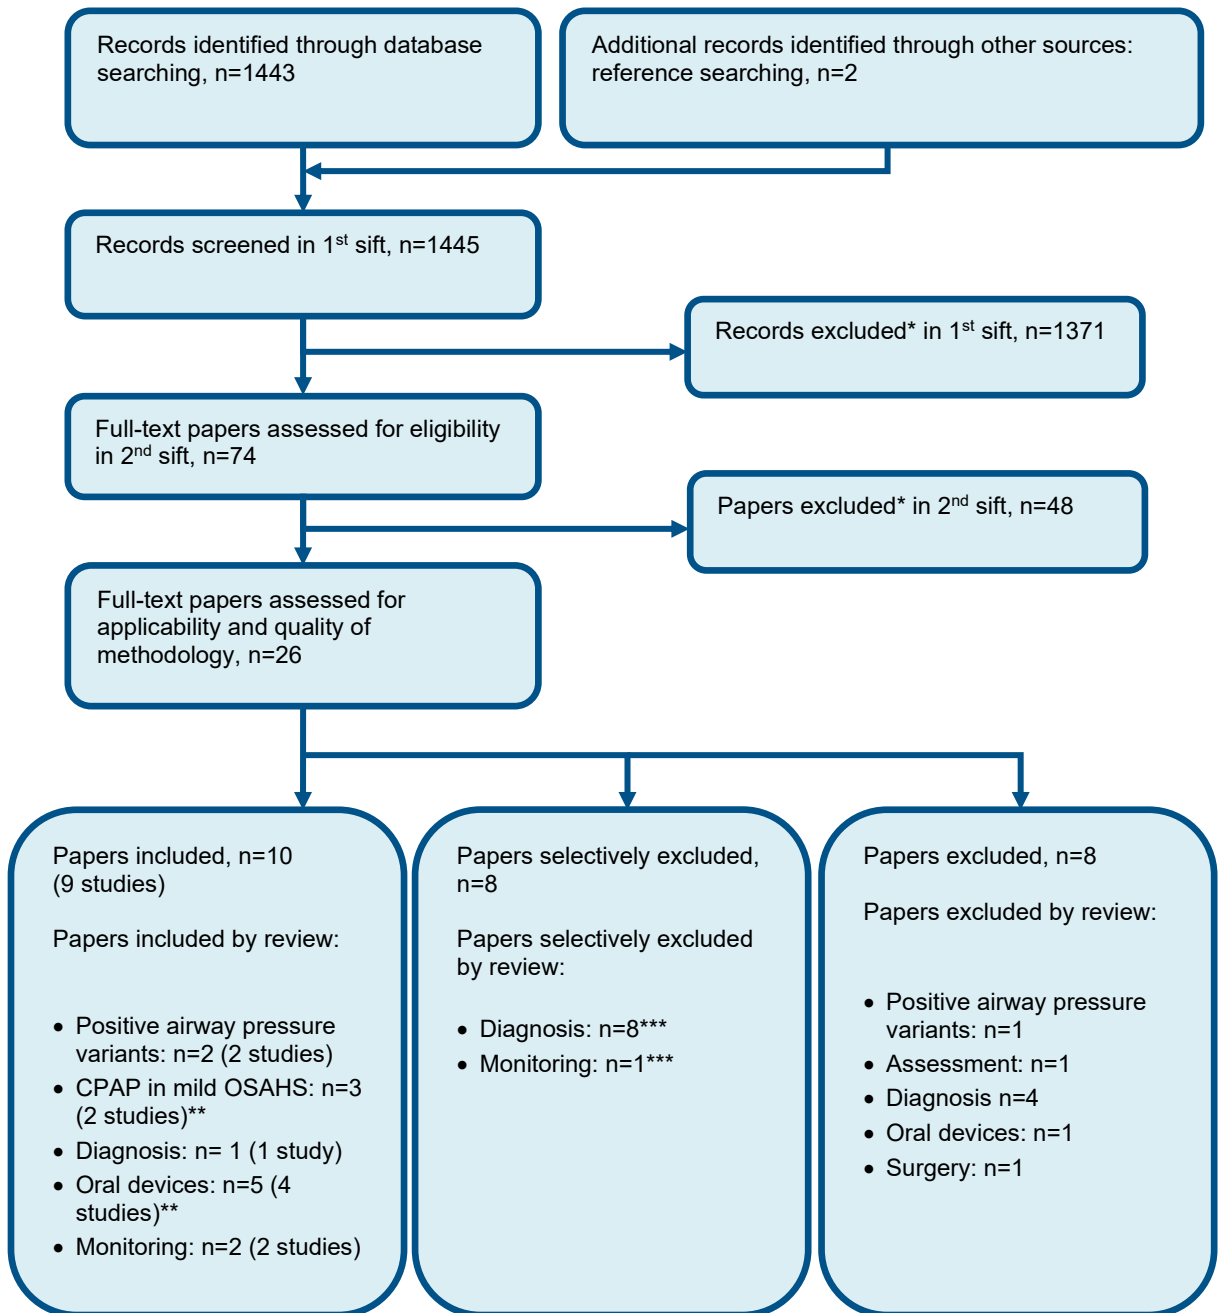 Records identified through database
searching, n=1443
Additional records identified through other sources:
reference searching, n=2
Records screened in 1st sift, n=1445
Records excluded* in 1st sift, n=1371
Full-text papers assessed for eligibility
in 2nd sift, n=74
Papers excluded* in 2nd sift, n=48
Full-text papers assessed for
applicability and quality of
methodology, n=26
Papers included, n=10
(9 studies)
Papers included by review:
• Positive airway pressure
variants: n=2 (2 studies)
• CPAP in mild OSAHS: n=3
(2 studies)**
• Diagnosis: n= 1 (1 study)
• Oral devices: n=5 (4
studies)**
• Monitoring: n=2 (2 studies)
Papers selectively excluded,
n=8
Papers selectively excluded
by review:
• Diagnosis: n=8***
• Monitoring: n=1***
Papers excluded, n=8
Papers excluded by review:
• Positive airway pressure
variants: n=1
• Assessment: n=1
• Diagnosis n=4
• Oral devices: n=1
• Surgery: n=1